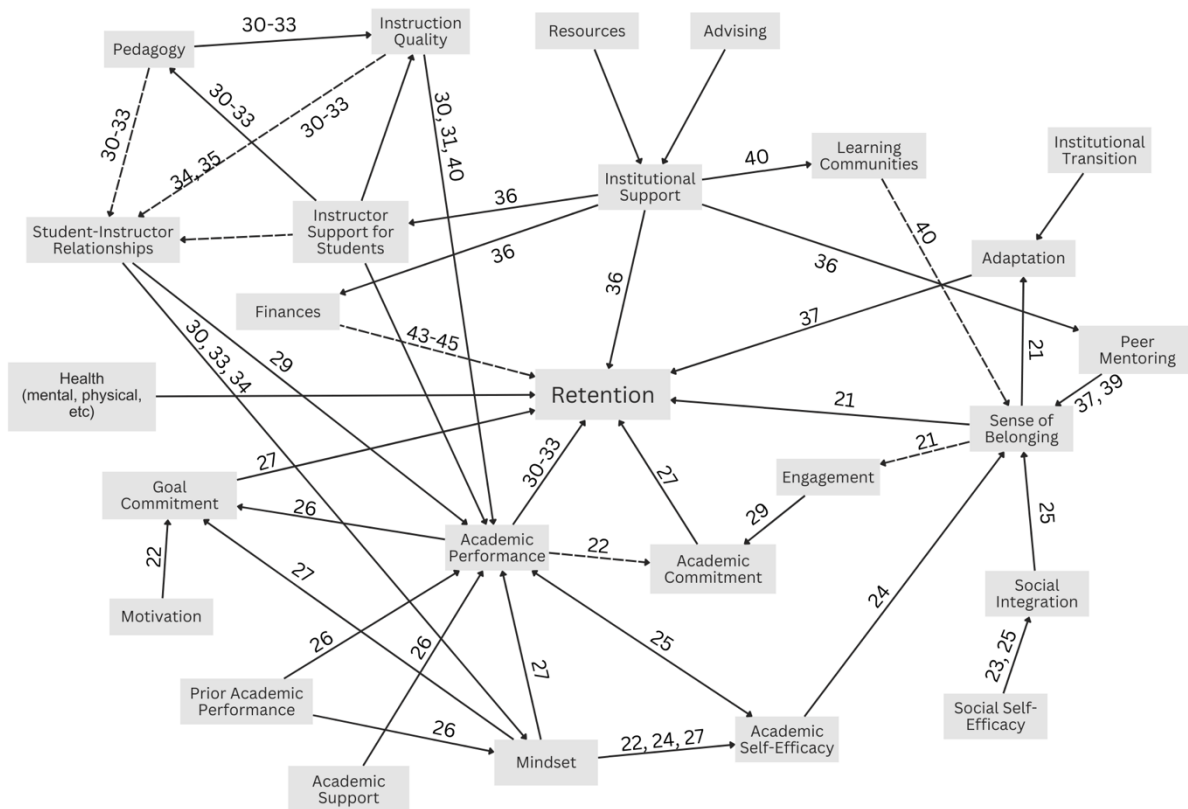 30-33
Instruction
Quality
Resources
Advising
Pedagogy
30-33
30-33
30-33
30, 31, 40
34, 35
Learning
Communities
Institutional
Transition
40
Institutional
Support
36
Student-Instructor
Relationships
Instructor
Support for
Students
40
36
Adaptation
36
36
Finances
43-45
37
21
Peer
Mentoring
30, 33, 34
29
Health
(mental, physical,
etc)
Retention
37, 39
21
Sense of
Belonging
21
27
30-33
27
Engagement
Goal
Commitment
26
29
25
Academic
Performance
22
Academic
Commitment
22
27
24
Social
Integration
Motivation
26
26
27
25
23, 25
Prior Academic
Performance
26
Social Self-
Efficacy
22, 24, 27
Academic
Self-Efficacy
Mindset
Academic
Support